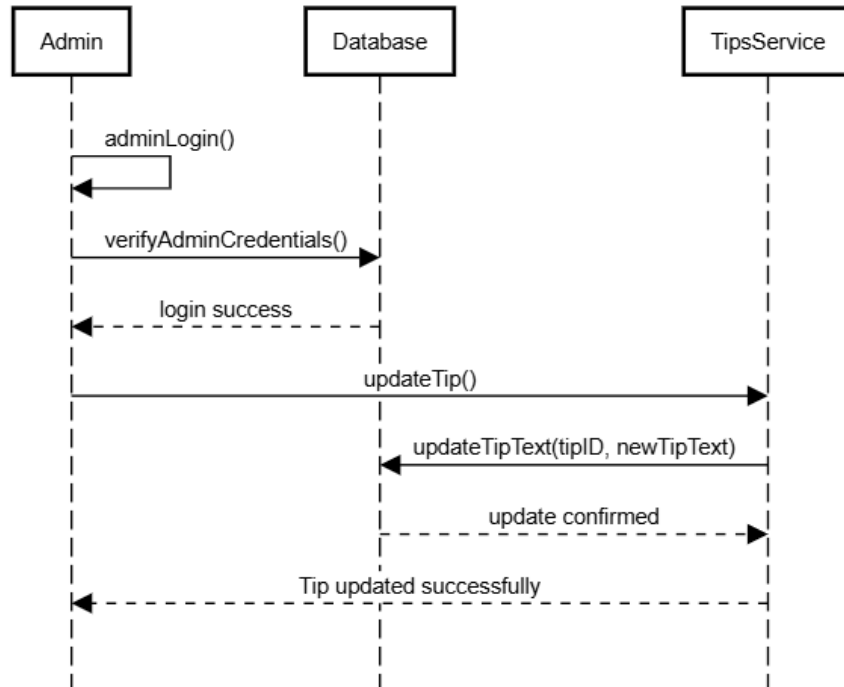 Admin
Database
TipsService
adminLogin()
verifyAdminCredentials()
login success
updateTip()
updateTipText(tipID, newTipText)
update confirmed
Tip updated successfully